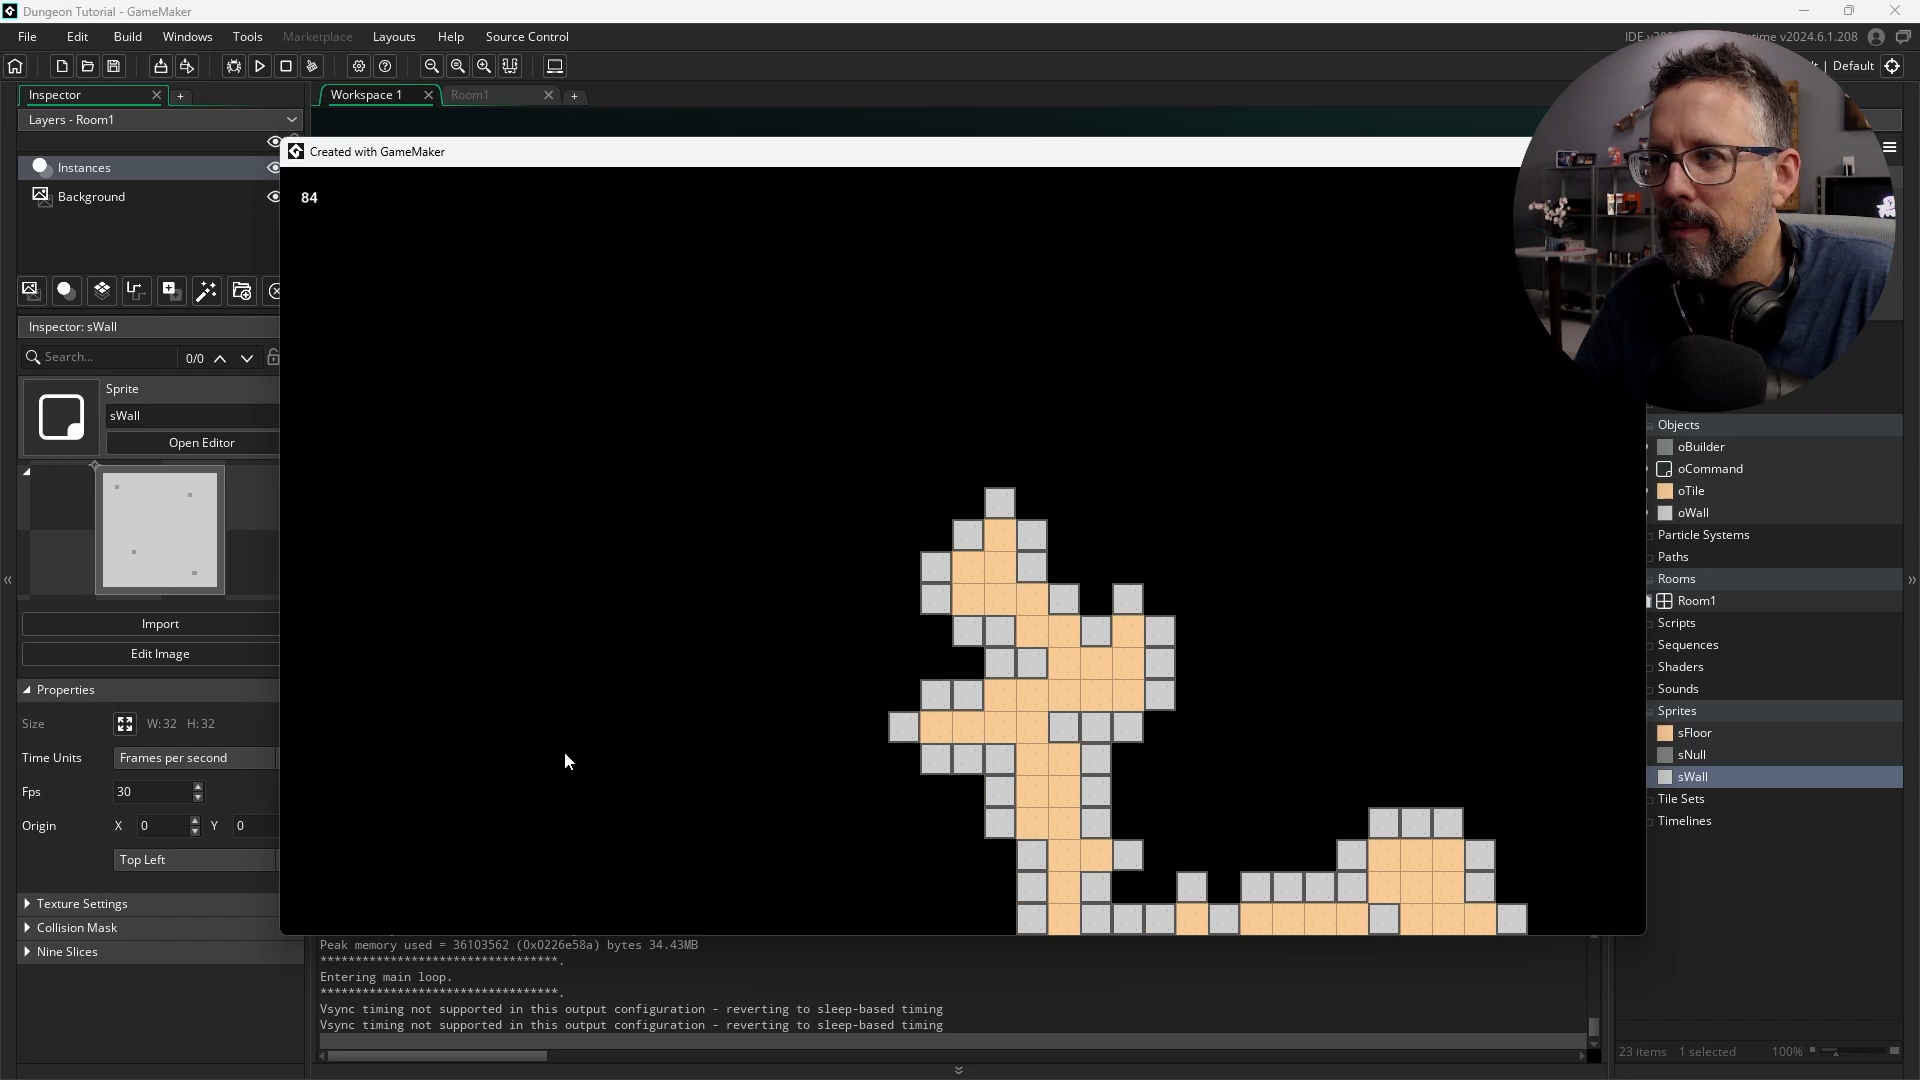 Dungeon Tutorial - GameMaker
File Edit Build Windows Tools Marketplace Layouts Help Source Control
time v2024.6.1.208
Default
Inspector
Workspace 1
Room1
Layers - Room1
Instances
Background
Created with GameMaker
84
Inspector: sWall
Search...
0/0
Sprite
sWall
Open Editor
Import
Edit Image
Properties
Size W: 32 H: 32
Time Units Frames per second
Fps 30
Origin X 0 Y 0
Top Left
Texture Settings
Collision Mask
Nine Slices
Objects
oBuilder
oCommand
oTile
oWall
Particle Systems
Paths
Rooms
Room1
Scripts
Sequences
Shaders
Sounds
Sprites
sFloor
sNull
sWall
Tile Sets
Timelines
Peak memory used = 36103562 (0x0226e58a) bytes 34.43MB
**********************************.
Entering main loop.
**********************************.
Vsync timing not supported in this output configuration - reverting to sleep-based timing
Vsync timing not supported in this output configuration - reverting to sleep-based timing
23 items 1 selected 100%